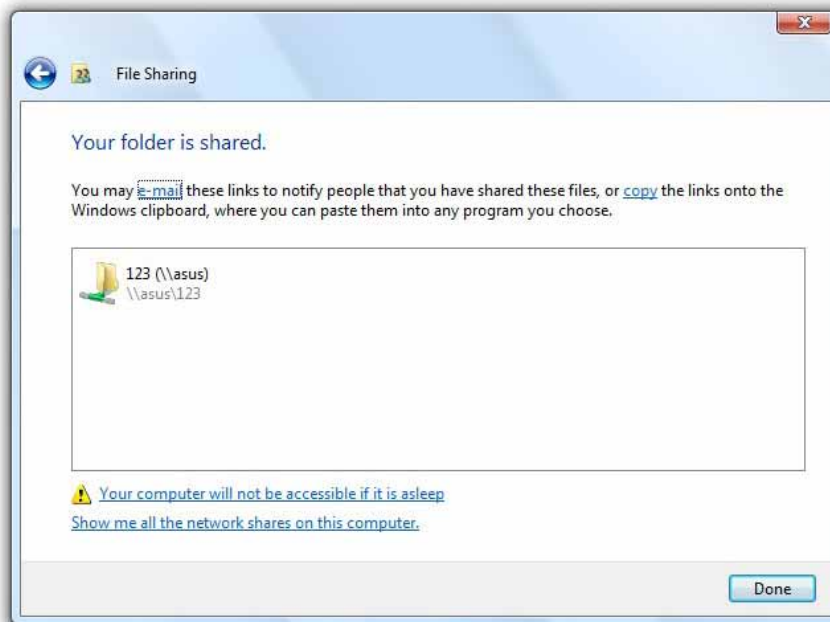 File Sharing
Your folder is shared.
You may e-mail these links to notify people that you have shared these files, or copy the links onto the
Windows clipboard, where you can paste them into any program you choose.
123 (\\asus)
\\asus\123
Your computer will not be accessible if it is asleep
Show me all the network shares on this computer.
Done